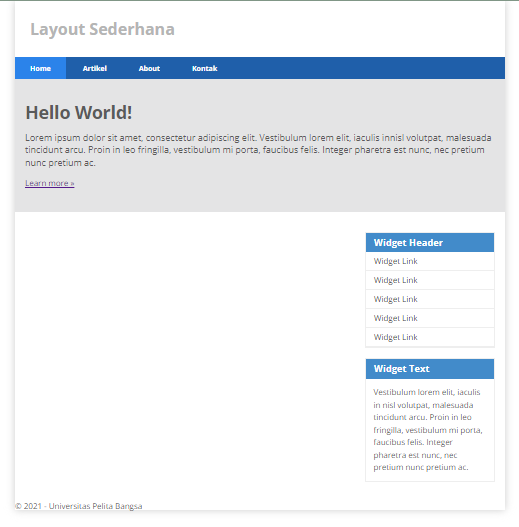 Layout Sederhana
Home Artikel About Kontak
Hello World!
Lorem ipsum dolor sit amet, consectetur adipiscing elit. Vestibulum lorem elit, iaculis innisl volutpat, malesuada
tincidunt arcu. Proin in leo fringilla, vestibulum mi porta, faucibus felis. Integer pharetra est nunc, nec pretium
nunc pretium ac.
Learn more »
Widget Header
Widget Link
Widget Link
Widget Link
Widget Link
Widget Link
Widget Text
Vestibulum lorem elit, iaculis
in nisl volutpat, malesuada
tincidunt arcu. Proin in leo
fringilla, vestibulum mi porta,
faucibus felis. Integer
pharetra est nunc, nec
pretium nunc pretium ac.
© 2021 - Universitas Pelita Bangsa